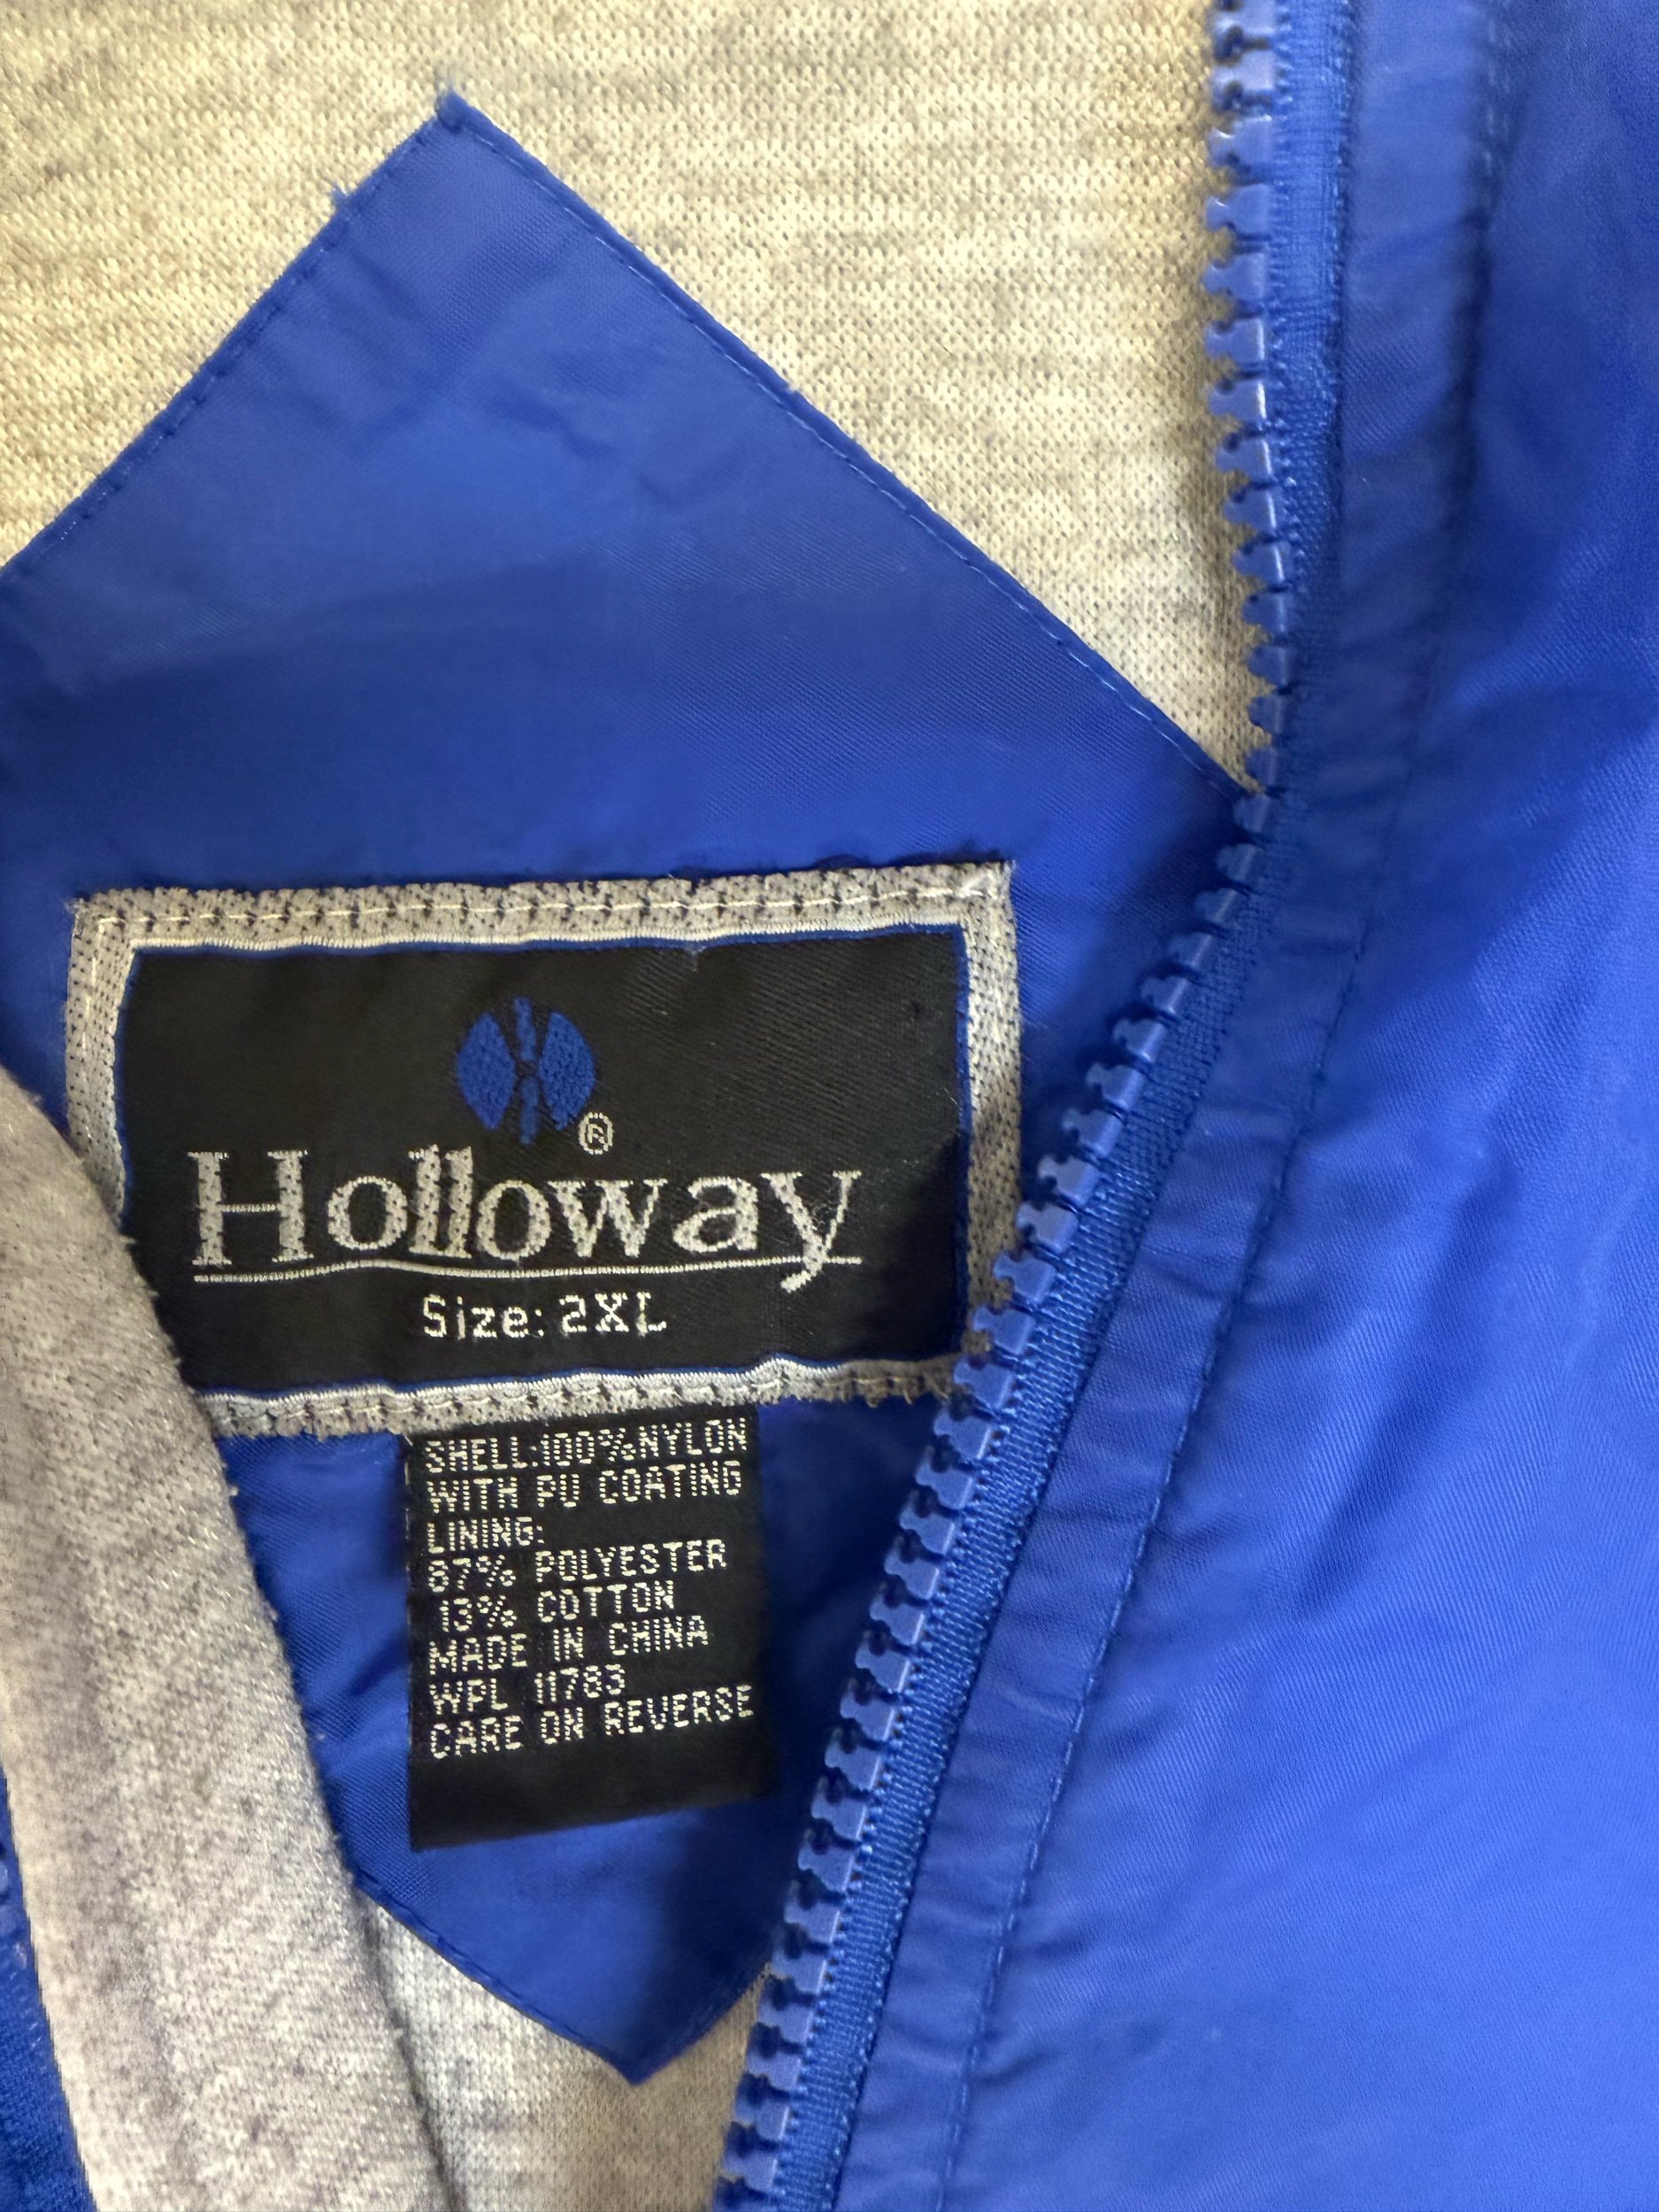 ®
Holloway
Size: 2XL
SHELL:100%NYLON
WITH PU COATING
LINING:
87% POLYESTER
13% COTTON
MADE IN CHINA
WPL 11783
CARE ON REVERSE